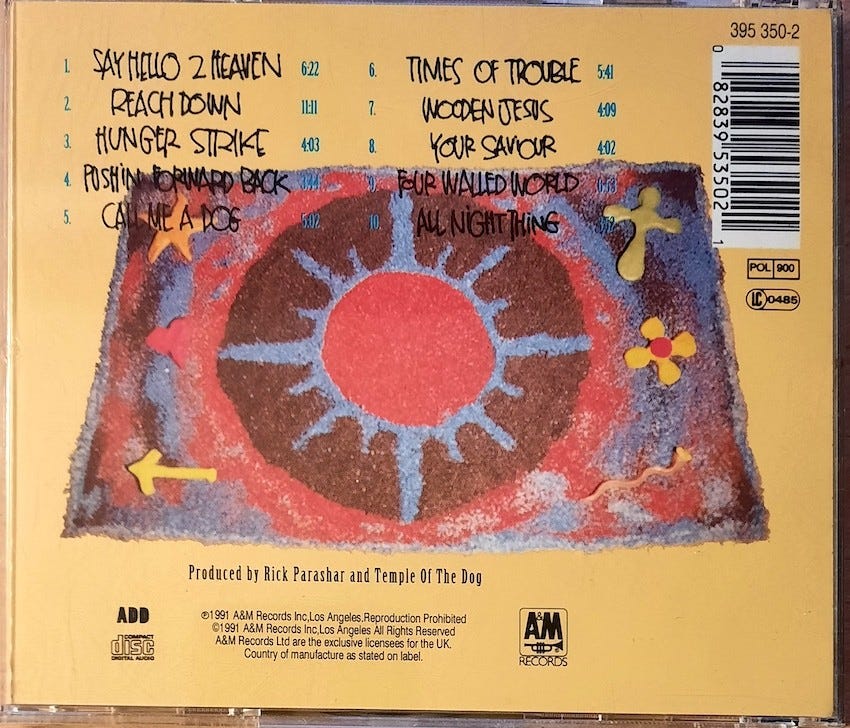 395 350-2
1. SAY HELLO 2 HEAVEN 6:22
2. REACH DOWN 11:11
3. HUNGER STRIKE 4:03
4. PUSHIN FORWARD BACK
5. CALL ME A DOG 5:02
6. TIMES OF TROUBLE 5:41
7. WOODEN JESUS 4:09
8. YOUR SAVIOUR 4:02
9. FOUR WALLED WORLD
10. ALL NIGHT THING
0 82839 53502 1
POL 900
LC 0485
Produced by Rick Parashar and Temple Of The Dog
ADD
COMPACT
disc
DIGITAL AUDIO
℗1991 A&M Records Inc,Los Angeles.Reproduction Prohibited
©1991 A&M Records Inc,Los Angeles All Rights Reserved
A&M Records Ltd are the exclusive licensees for the UK.
Country of manufacture as stated on label.
A&M
RECORDS